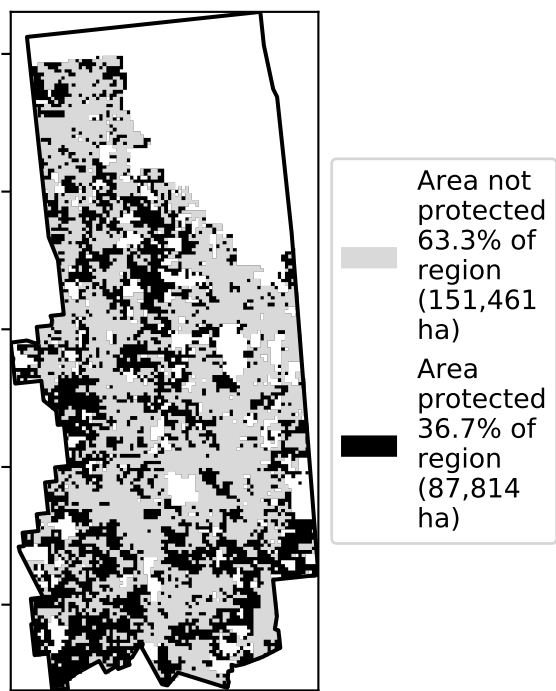 Area not
protected
63.3% of
region
(151,461
ha)
Area
protected
36.7% of
region
(87,814
ha)